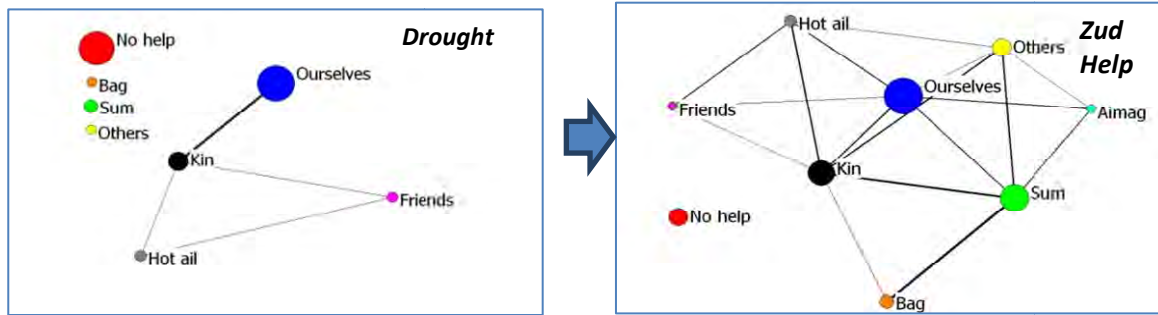 No help
Drought
Ourselves
Bag
Sum
Others
Kin
Friends
Hot ail
Hot ail
Zud
Help
Others
Ourselves
Friends
Aimag
Kin
Sum
No help
Bag